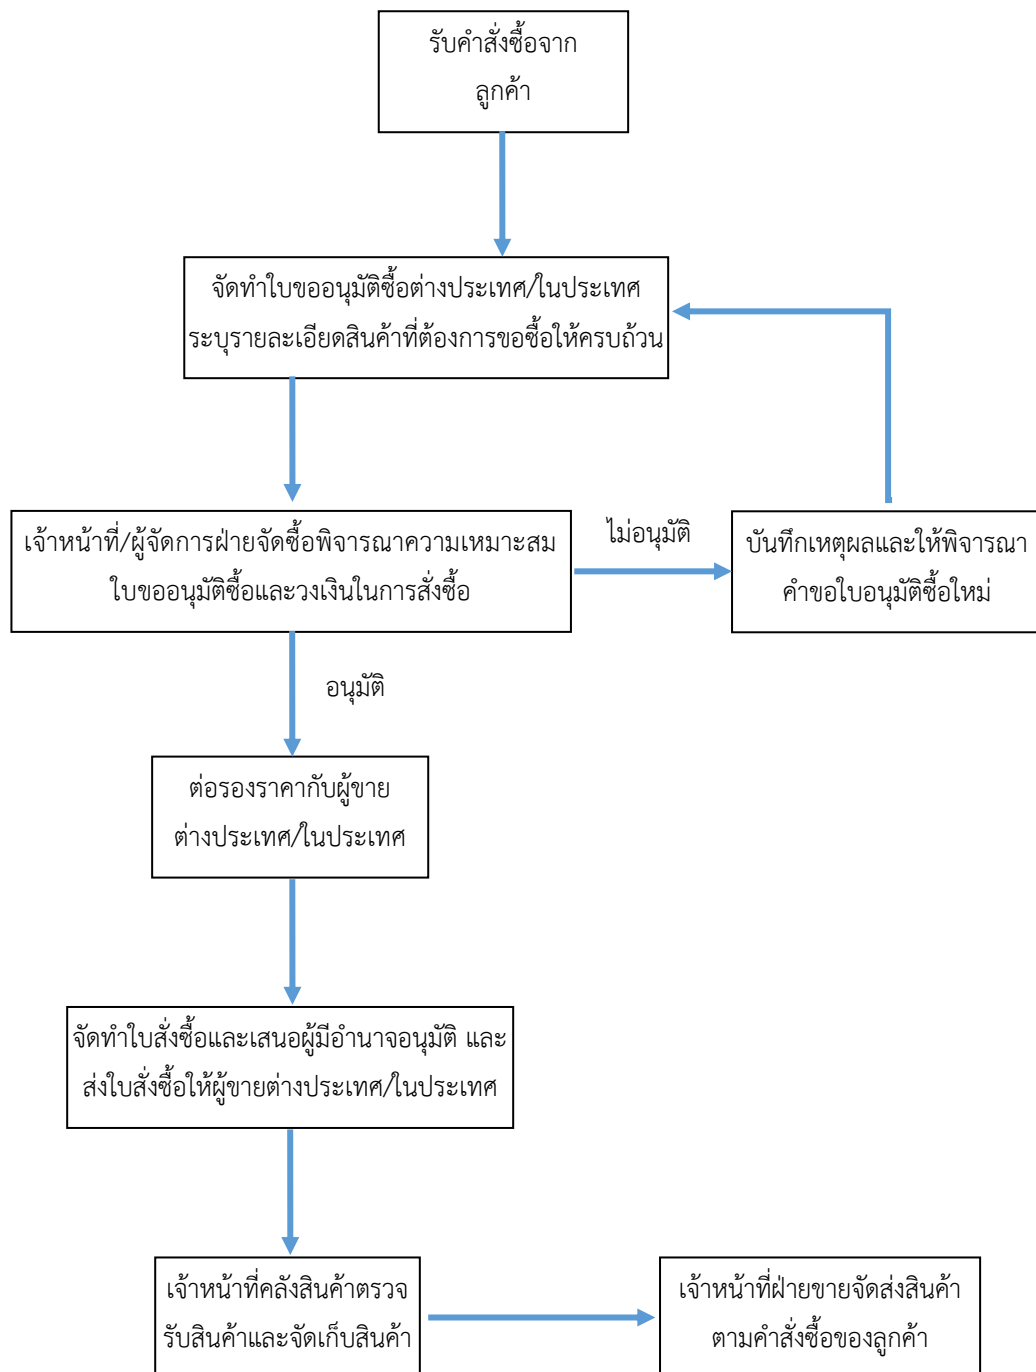 รับคำสั่งซื้อจาก
ลูกค้า
จัดทำใบขออนุมัติซื้อต่างประเทศ/ในประเทศ
ระบุรายละเอียดสินค้าที่ต้องการขอซื้อให้ครบถ้วน
เจ้าหน้าที่/ผู้จัดการฝ่ายจัดซื้อพิจารณาความเหมาะสม
ใบขออนุมัติซื้อและวงเงินในการสั่งซื้อ
ไม่อนุมัติ
บันทึกเหตุผลและให้พิจารณา
คำขอใบอนุมัติซื้อใหม่
อนุมัติ
ต่อรองราคากับผู้ขาย
ต่างประเทศ/ในประเทศ
จัดทำใบสั่งซื้อและเสนอผู้มีอำนาจอนุมัติ และ
ส่งใบสั่งซื้อให้ผู้ขายต่างประเทศ/ในประเทศ
เจ้าหน้าที่คลังสินค้าตรวจ
รับสินค้าและจัดเก็บสินค้า
เจ้าหน้าที่ฝ่ายขายจัดส่งสินค้า
ตามคำสั่งซื้อของลูกค้า